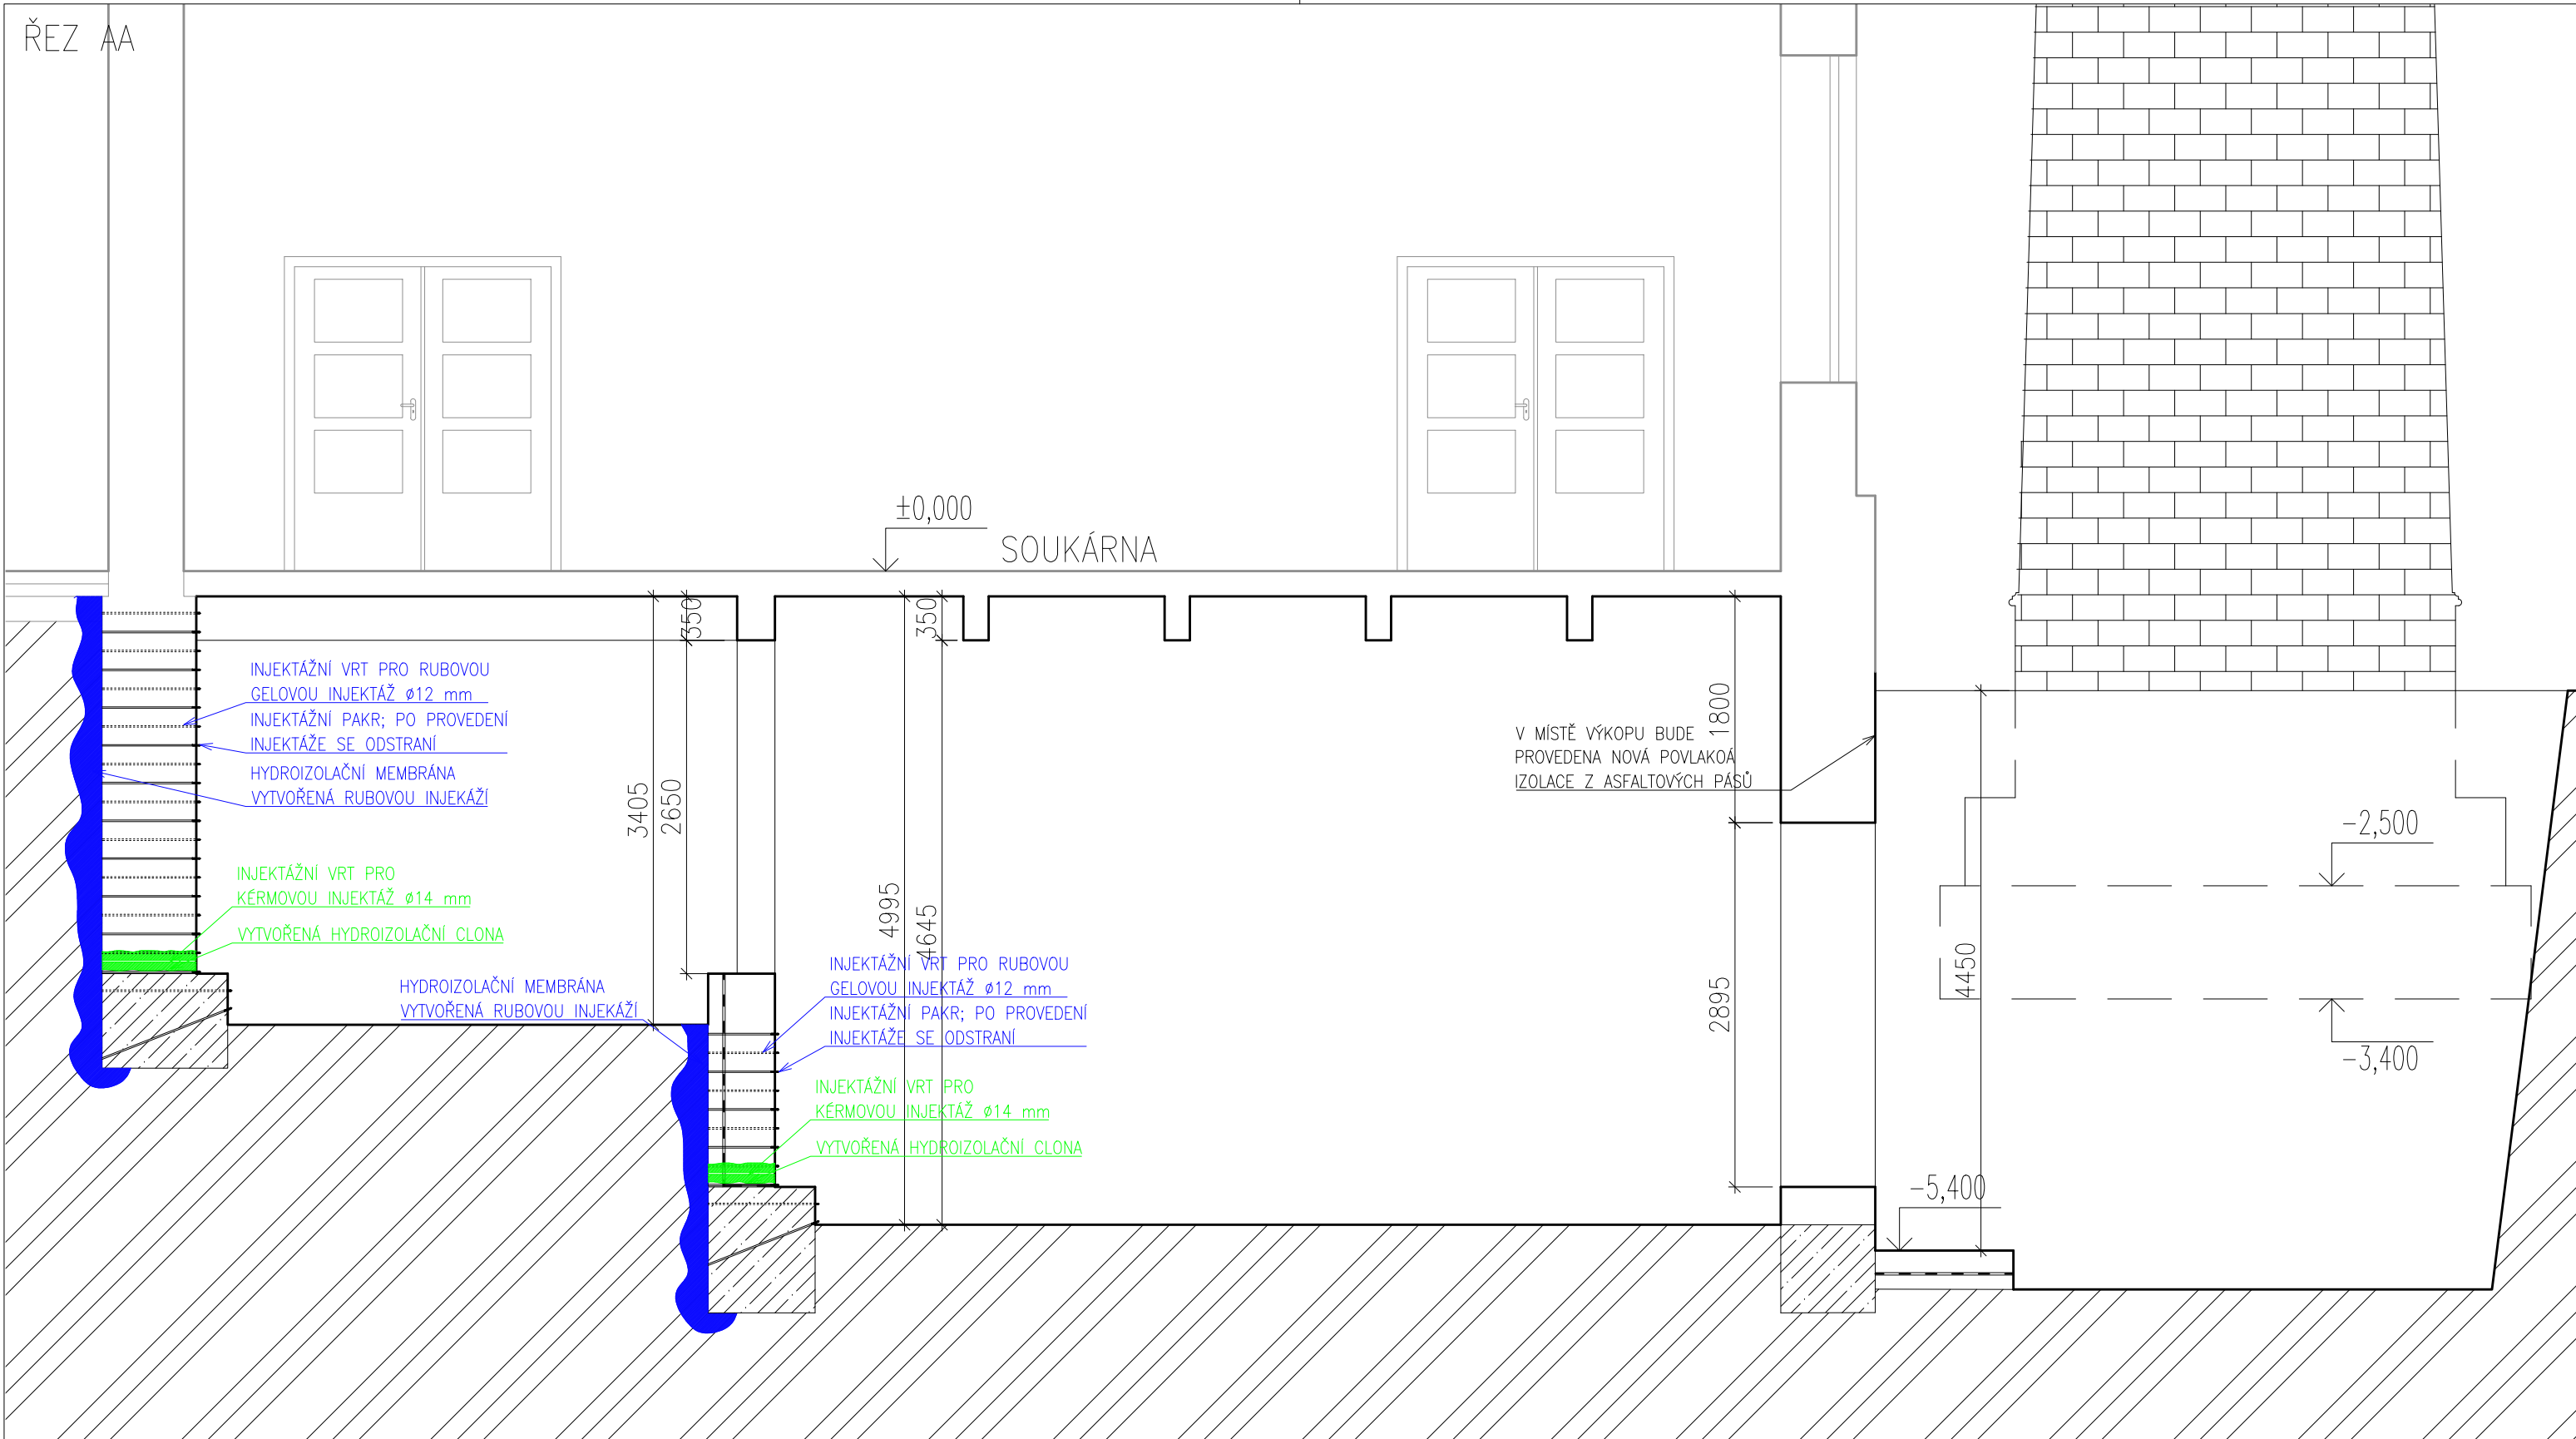 ŘEZ AA
±0,000
SOUKÁRNA
350
350
INJEKTÁŽNÍ VRT PRO RUBOVOU
GELOVOU INJEKTÁŽ ø12 mm
INJEKTÁŽNÍ PAKR; PO PROVEDENÍ
INJEKTÁŽE SE ODSTRANÍ
HYDROIZOLAČNÍ MEMBRÁNA
VYTVOŘENÁ RUBOVOU INJEKÁŽÍ
3405
2650
1800
V MÍSTĚ VÝKOPU BUDE
PROVEDENA NOVÁ POVLAKOÁ
IZOLACE Z ASFALTOVÝCH PÁSŮ
-2,500
INJEKTÁŽNÍ VRT PRO
KÉRMOVOU INJEKTÁŽ ø14 mm
VYTVOŘENÁ HYDROIZOLAČNÍ CLONA
4995
4645
4450
2895
-3,400
HYDROIZOLAČNÍ MEMBRÁNA
VYTVOŘENÁ RUBOVOU INJEKÁŽÍ
INJEKTÁŽNÍ VRT PRO RUBOVOU
GELOVOU INJEKTÁŽ ø12 mm
INJEKTÁŽNÍ PAKR; PO PROVEDENÍ
INJEKTÁŽE SE ODSTRANÍ
INJEKTÁŽNÍ VRT PRO
KÉRMOVOU INJEKTÁŽ ø14 mm
VYTVOŘENÁ HYDROIZOLAČNÍ CLONA
-5,400